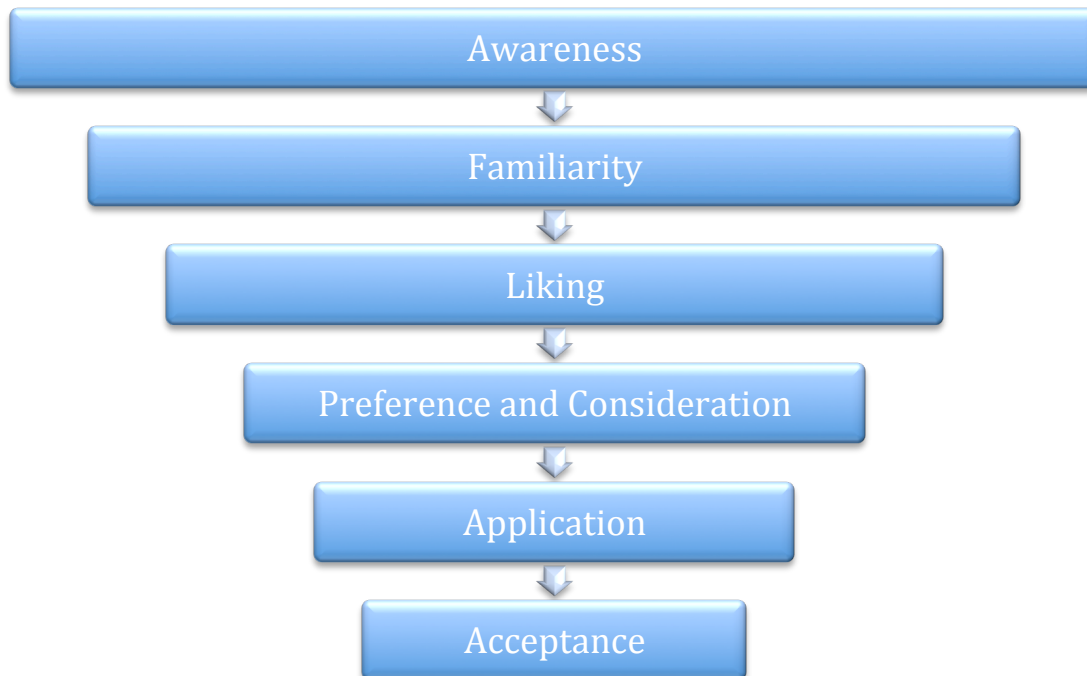 Awareness
Familiarity
Liking
Preference and Consideration
Application
Acceptance